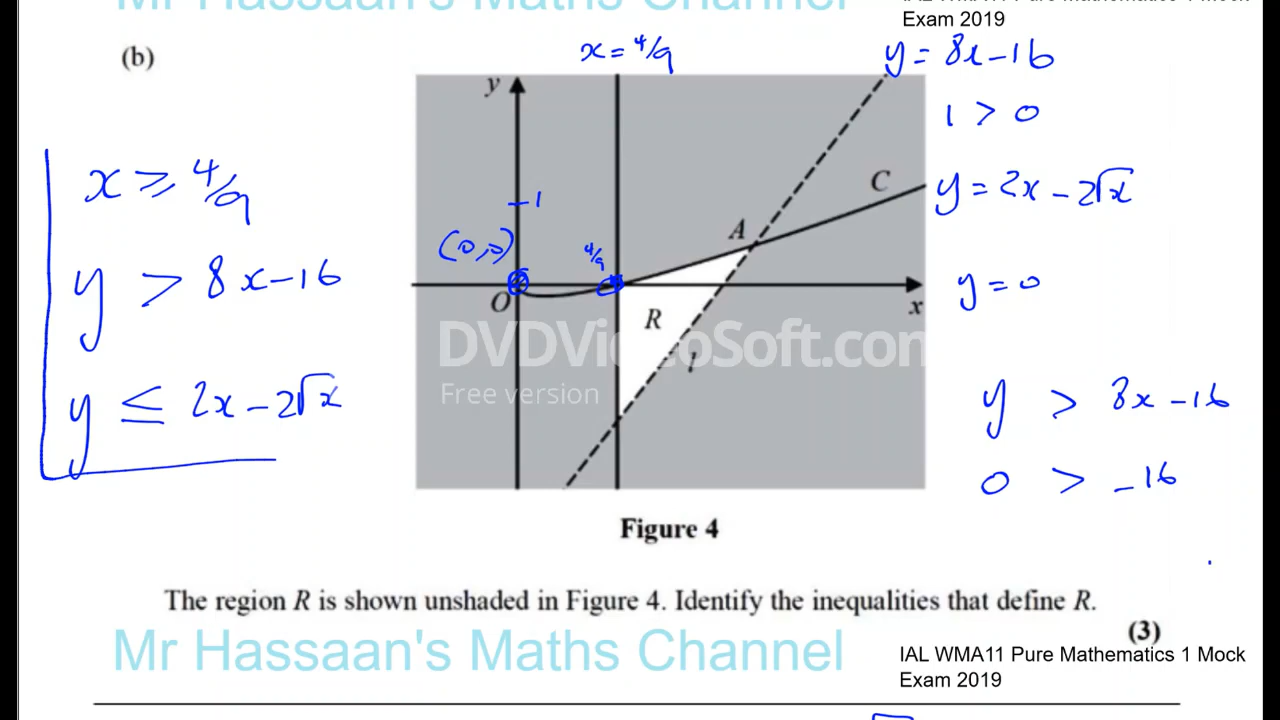 Mr Hassaan's Maths Channel
IAL WMA11 Pure Mathematics 1 Mock
Exam 2019
(b)
x = 4/9
y = 8x-16
1 > 0
y
1
C
y = 2x - 2√x
x ≥ 4/9
(0,0)
4/9
A
y > 8x-16
O
x
y = 0
R
DVDVideoSoft.com
l
Free version
y ≤ 2x-2√x
y > 8x-16
0 > -16
Figure 4
The region R is shown unshaded in Figure 4. Identify the inequalities that define R.
(3)
Mr Hassaan's Maths Channel
IAL WMA11 Pure Mathematics 1 Mock
Exam 2019